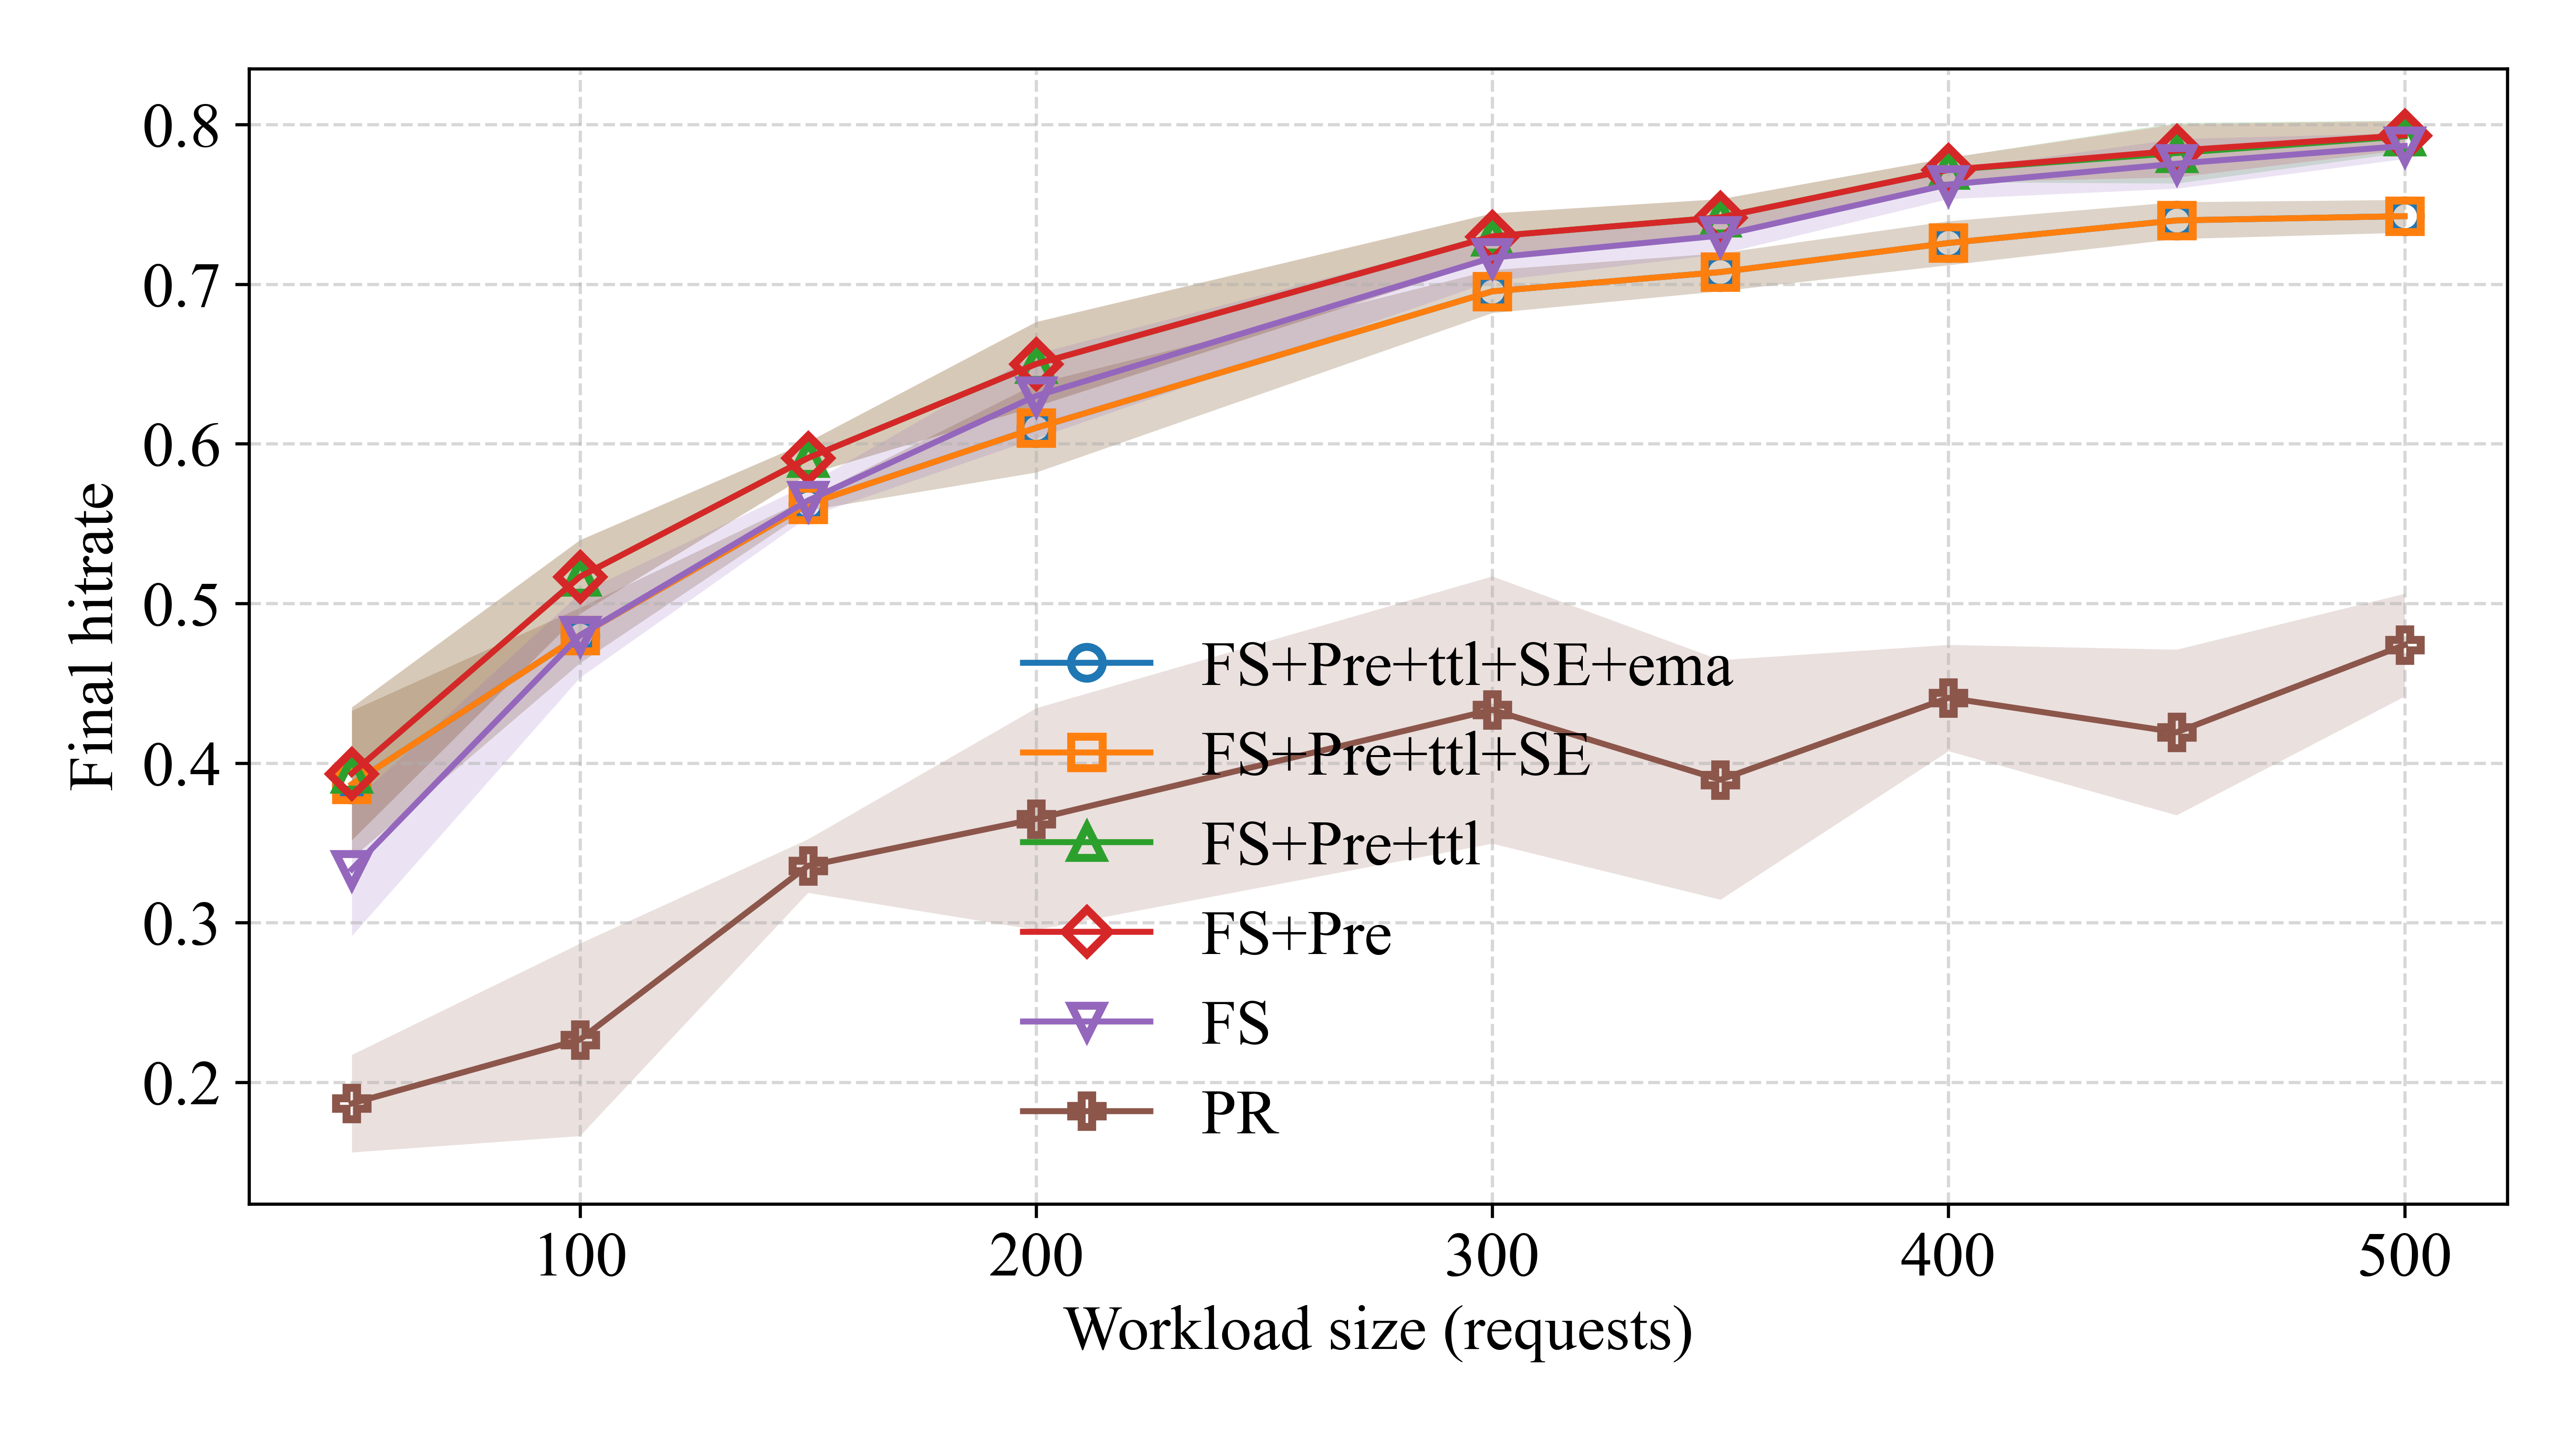 0.8
0.7
0.6
0.5
0.4
0.3
0.2
Final hitrate
FS+Pre+ttl+SE+ema
FS+Pre+ttl+SE
FS+Pre+ttl
FS+Pre
FS
PR
100 200 300 400 500
Workload size (requests)